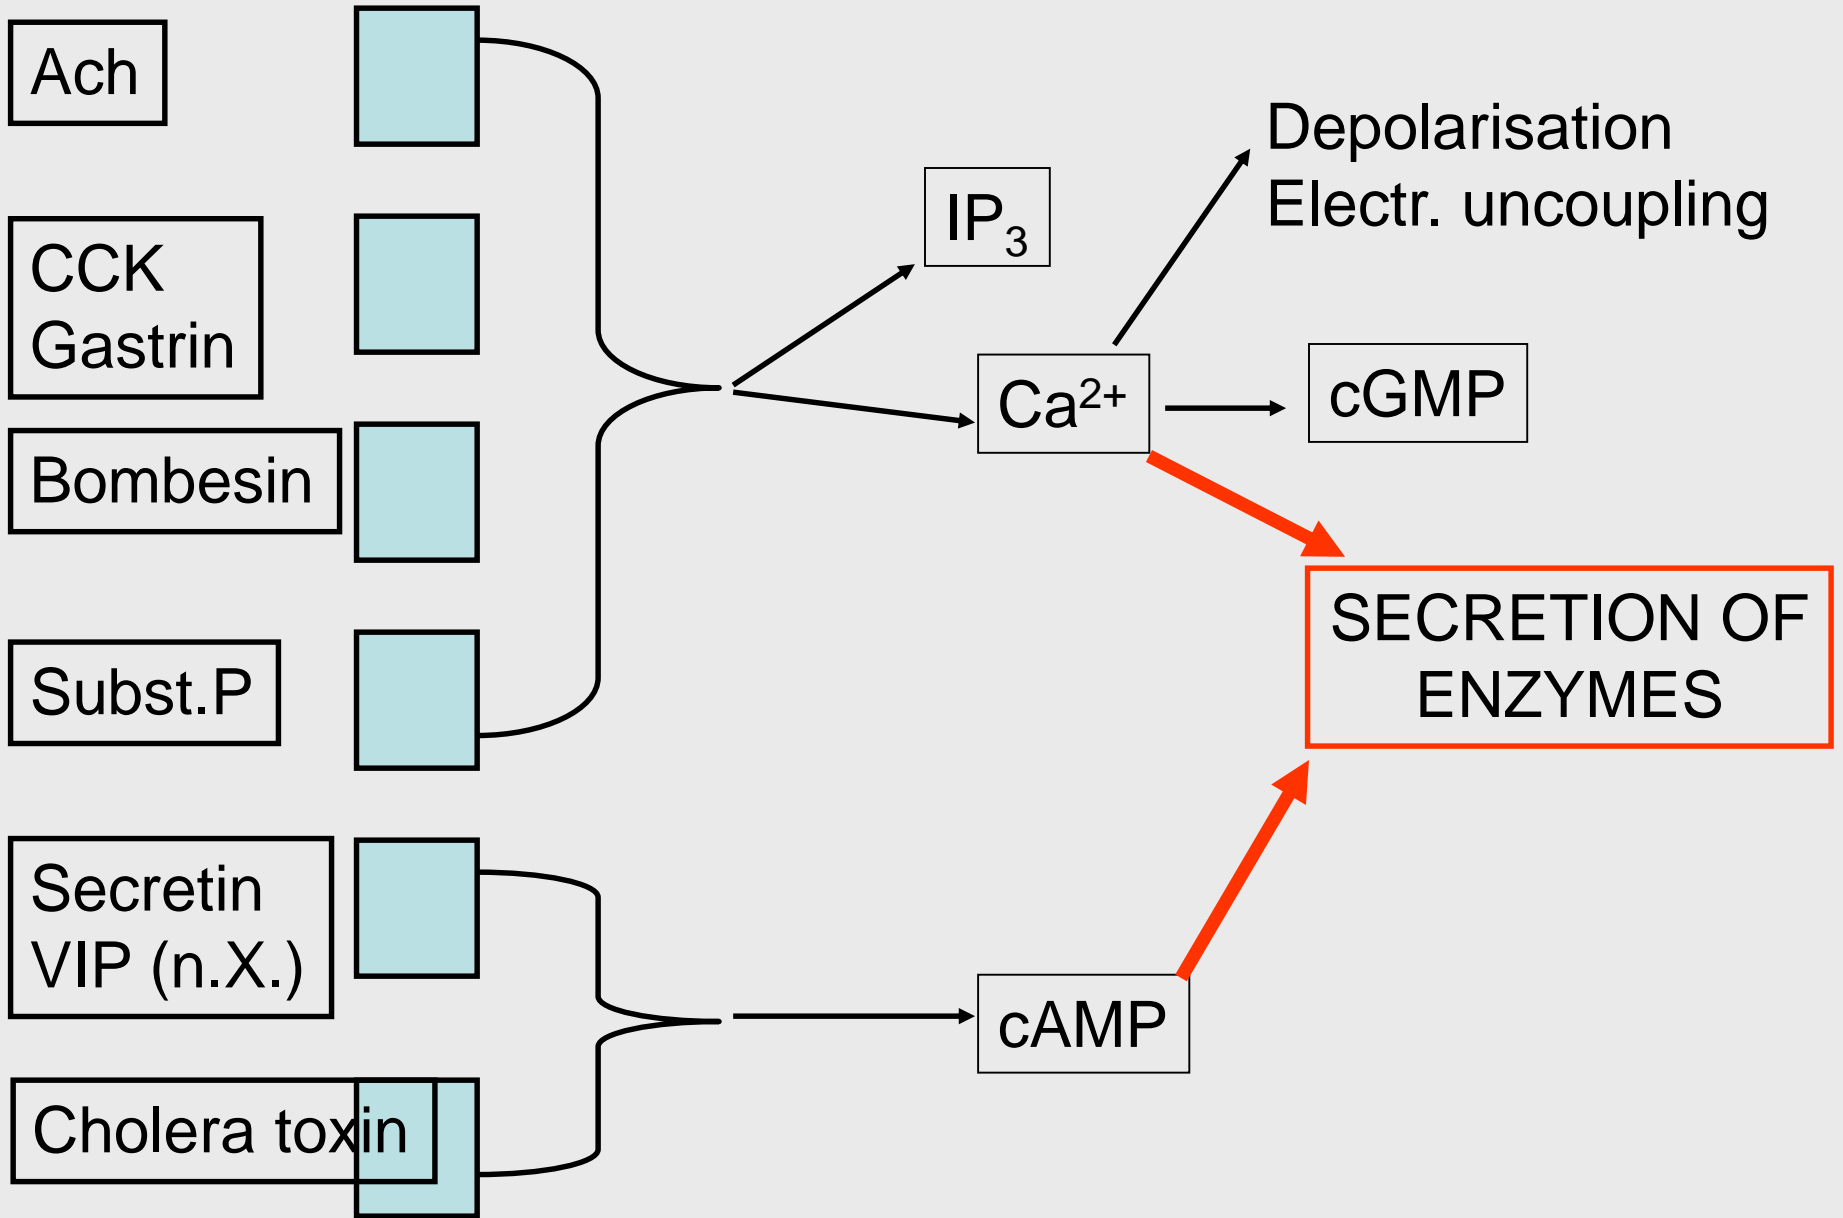 Ach
CCK
Gastrin
Bombesin
Subst.P
Secretin
VIP (n.X.)
Cholera toxin
IP₃
Ca²⁺
cAMP
Depolarisation
Electr. uncoupling
cGMP
SECRETION OF
ENZYMES